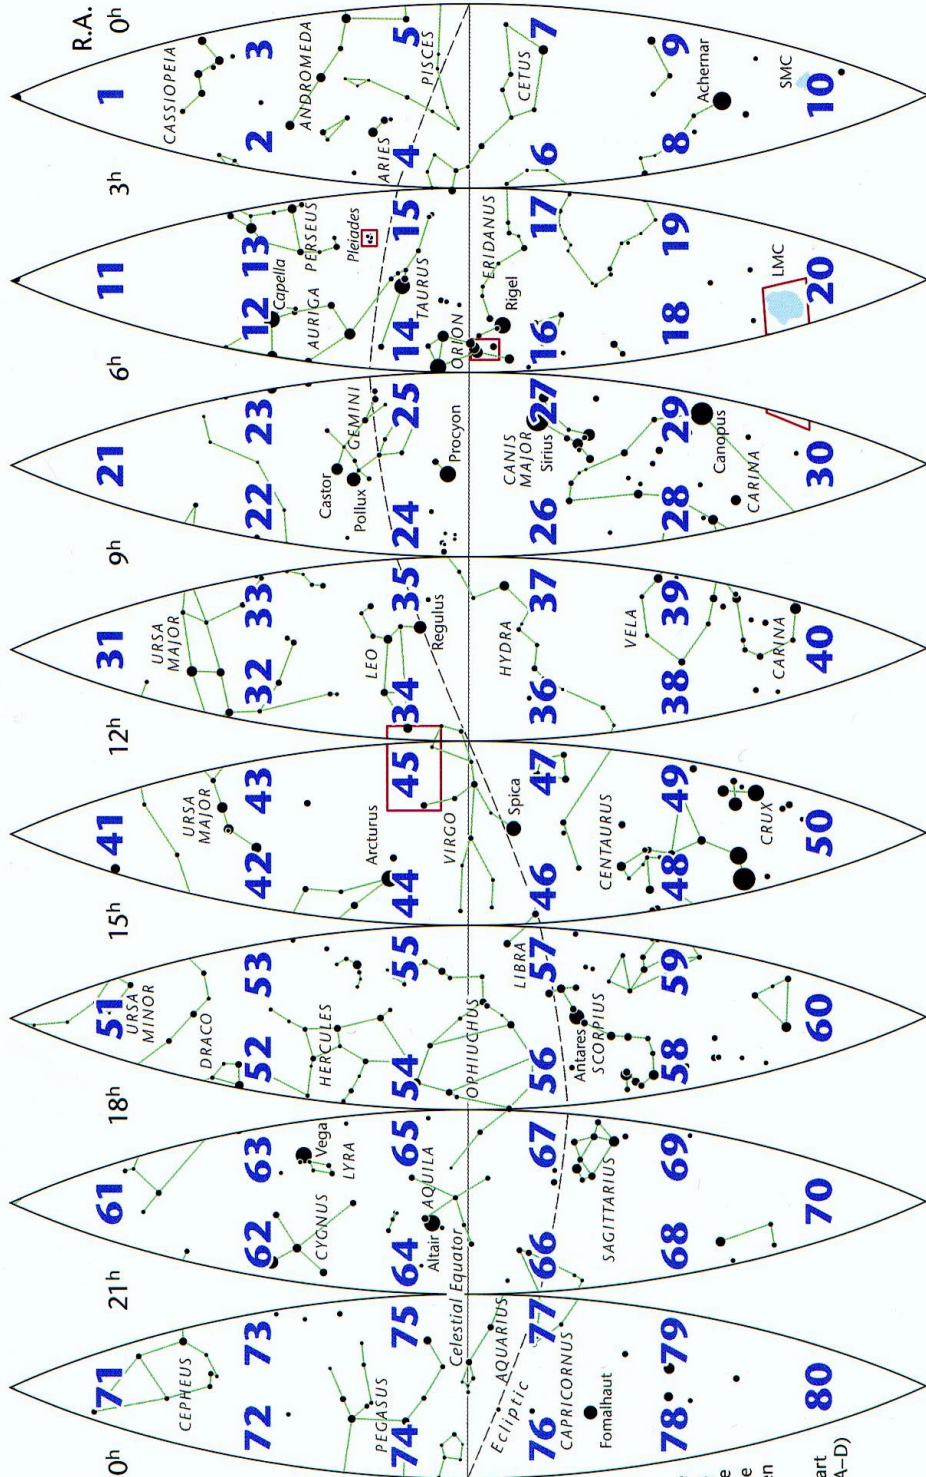 R.A.
0h 21h 18h 15h 12h 9h 6h 3h 0h
71 61 51 41 31 21 11 1
URSA MINOR
URSA MAJOR
CASSIOPEIA
CEPHEUS
DRACO
URSA MAJOR
72 73 62 63 52 53 42 43 32 33 22 23 12 13 2 3
Capella
PERSEUS
AURIGA
ANDROMEDA
Vega
LYRA
CYGNUS
HERCULES
Castor
Pollux
GEMINI
Pleiades
Arcturus
LEO
ARIES
PEGASUS
74 75 64 65 54 55 44 45 34 35 24 25 14 15 4 5
Altair
AQUILA
TAURUS
PISCES
Regulus
Procyon
VIRGO
ORION
Celestial Equator
OPHIUCHUS
ERIDANUS
Rigel
HYDRA
AQUARIUS
Ecliptic
Spica
LIBRA
CANIS MAJOR
Sirius
CETUS
76 77 66 67 56 57 46 47 36 37 26 27 16 17 6 7
CAPRICORNUS
Antares
SCORPIUS
Fomalhaut
SAGITTARIUS
CENTAURUS
VELA
78 79 68 69 58 59 48 49 38 39 28 29 18 19 8 9
Achernar
Canopus
CARINA
CRUX
CARINA
LMC
SMC
80 70 60 50 40 30 20 10
e
e
n
art
A–D)